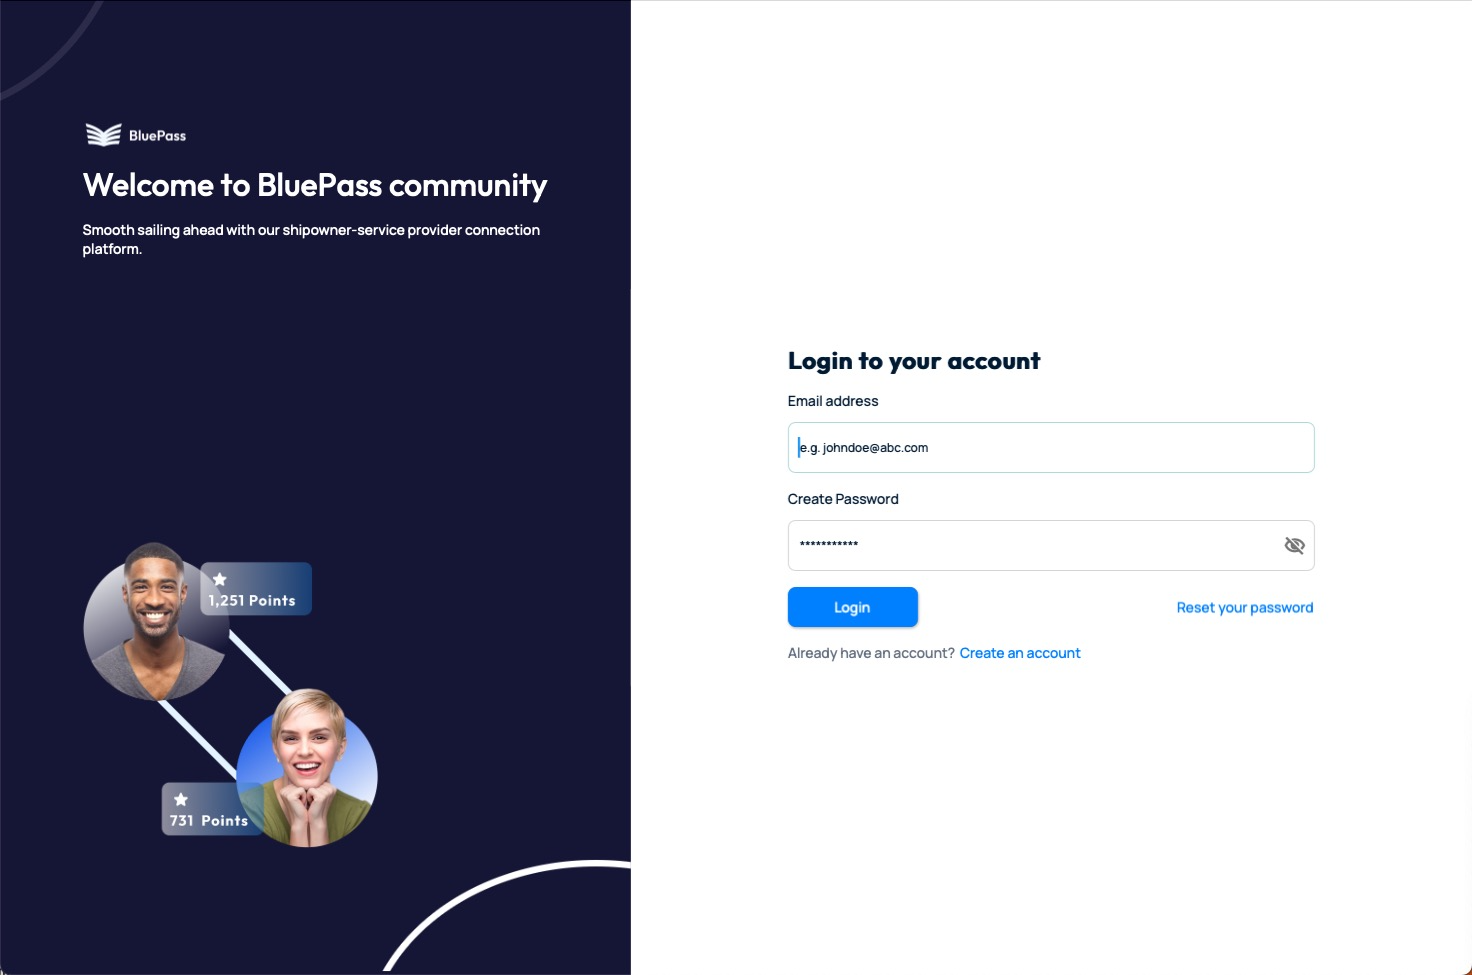 BluePass
Welcome to BluePass community
Smooth sailing ahead with our shipowner-service provider connection
platform.
1,251 Points
731 Points
Login to your account
Email address
e.g. johndoe@abc.com
Create Password
***********
Login
Reset your password
Already have an account? Create an account